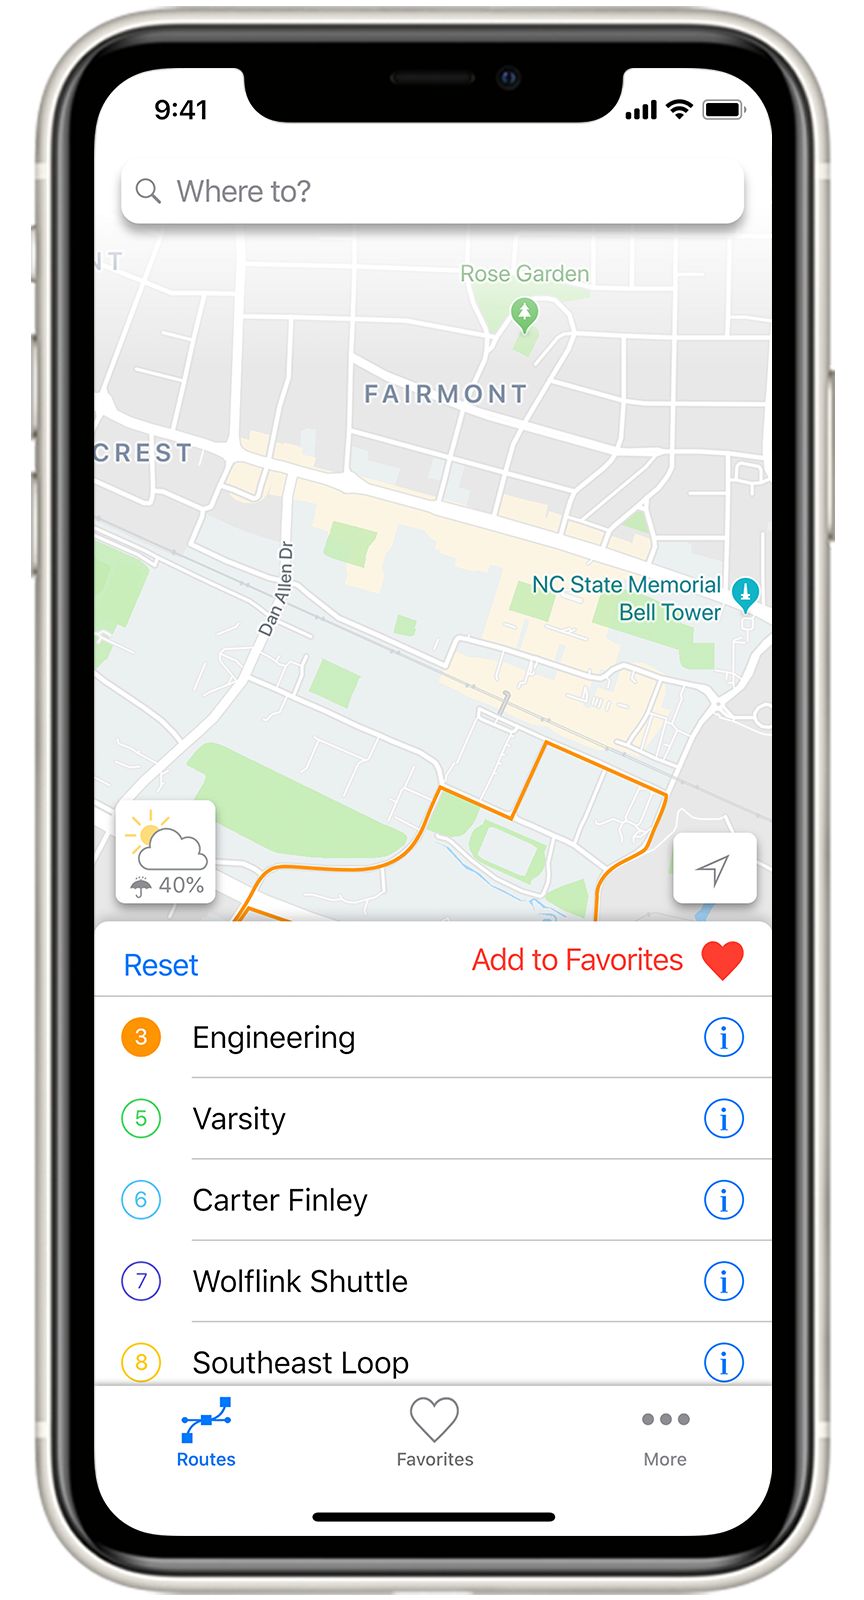 9:41
Where to?
NT
Rose Garden
FAIRMONT
CREST
Dan Allen Dr
NC State Memorial
Bell Tower
40%
Reset
Add to Favorites
3 Engineering i
5 Varsity i
6 Carter Finley i
7 Wolflink Shuttle i
8 Southeast Loop i
Routes
Favorites
More